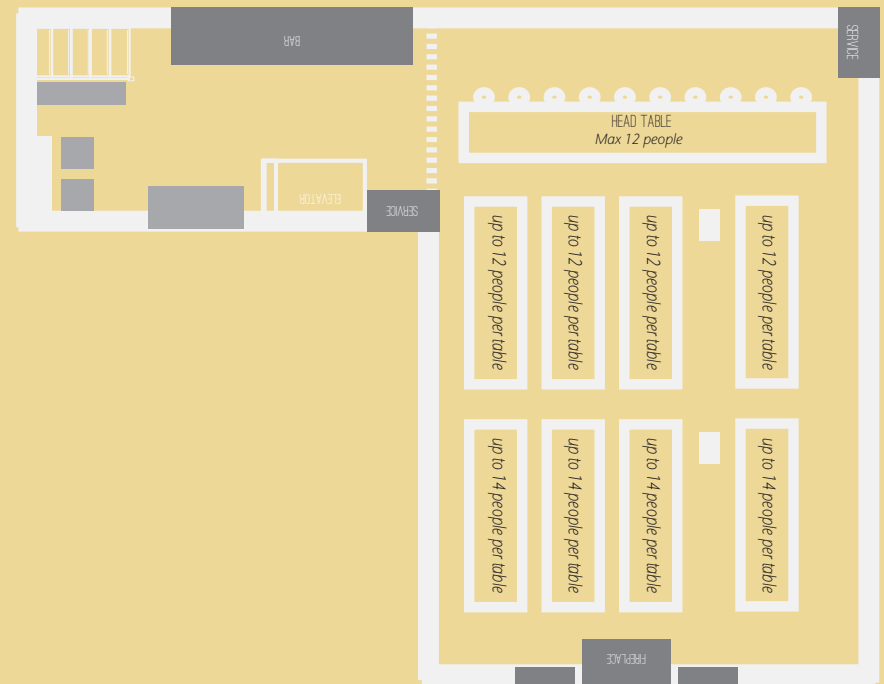 BAR
SERVICE
HEAD TABLE
Max 12 people
ELEVATOR
SERVICE
up to 12 people per table
up to 12 people per table
up to 12 people per table
up to 12 people per table
up to 14 people per table
up to 14 people per table
up to 14 people per table
up to 14 people per table
FIREPLACE